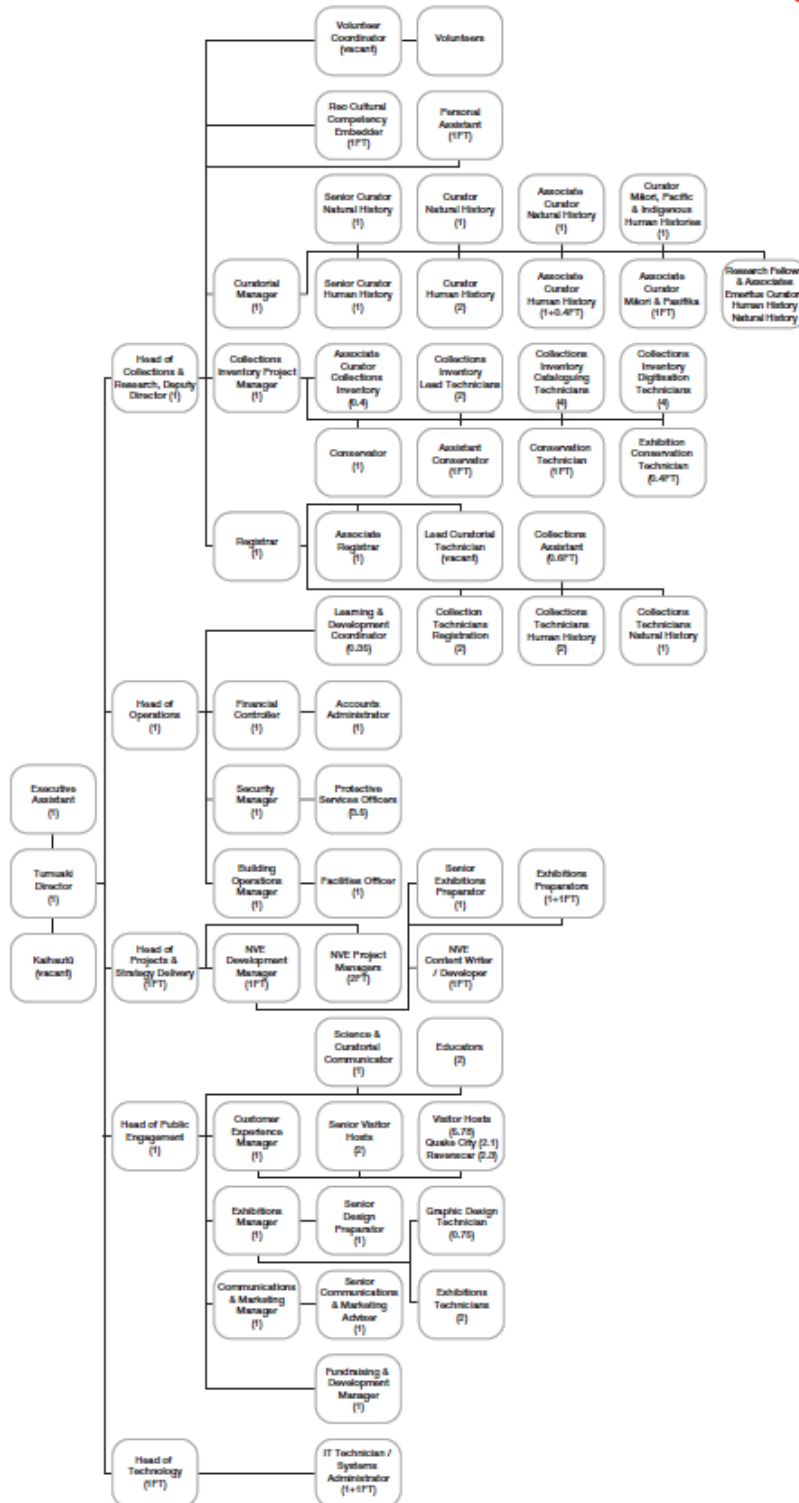 Volunteer
Coordinator
(vacant)
Volunteers
Reo Cultural
Competency
Embedder
(1FT)
Personal
Assistant
(1FT)
Senior Curator
Natural History
(1)
Curator
Natural History
(1)
Associate
Curator
Natural History
(1)
Curator
Māori, Pacific
& Indigenous
Human Histories
(1)
Curatorial
Manager
(1)
Senior Curator
Human History
(1)
Curator
Human History
(2)
Associate
Curator
Human History
(1+0.4FT)
Associate
Curator
Māori & Pasifika
(1FT)
Research Fellows
& Associates
Emeritus Curators
Human History
Natural History
Head of
Collections &
Research, Deputy
Director (1)
Collections
Inventory Project
Manager
(1)
Associate
Curator
Collections
Inventory
(0.4)
Collections
Inventory
Lead Technicians
(2)
Collections
Inventory
Cataloguing
Technicians
(4)
Collections
Inventory
Digitisation
Technicians
(4)
Conservator
(1)
Assistant
Conservator
(1FT)
Conservation
Technician
(1FT)
Exhibition
Conservation
Technician
(0.4FT)
Registrar
(1)
Associate
Registrar
(1)
Lead Curatorial
Technician
(vacant)
Collections
Assistant
(0.6FT)
Learning &
Development
Coordinator
(0.35)
Collection
Technicians
Registration
(2)
Collections
Technicians
Human History
(2)
Collections
Technicians
Natural History
(1)
Head of
Operations
(1)
Financial
Controller
(1)
Accounts
Administrator
(1)
Executive
Assistant
(1)
Security
Manager
(1)
Protective
Services Officers
Tumuaki
Director
(1)
Building
Operations
Manager
(1)
Facilities Officer
(1)
Senior
Exhibitions
Preparator
(1)
Exhibitions
Preparators
(1+1FT)
Kaihautū
(vacant)
Head of
Projects &
Strategy Delivery
(1FT)
NVE
Development
Manager
(1FT)
NVE Project
Managers
(2FT)
NVE
Content Writer
/ Developer
(1FT)
Science &
Curatorial
Communicator
(1)
Educators
(2)
Head of Public
Engagement
(1)
Customer
Experience
Manager
(1)
Senior Visitor
Hosts
(2)
Visitor Hosts
Quake City (2.1)
Ravenscar (2.3)
Exhibitions
Manager
(1)
Senior
Design
Preparator
(1)
Graphic Design
Technician
(0.75)
Communications
& Marketing
Manager
(1)
Senior
Communications
& Marketing
Adviser
(1)
Exhibitions
Technicians
(2)
Fundraising &
Development
Manager
(1)
Head of
Technology
(1FT)
IT Technician /
Systems
Administrator
(1+1FT)